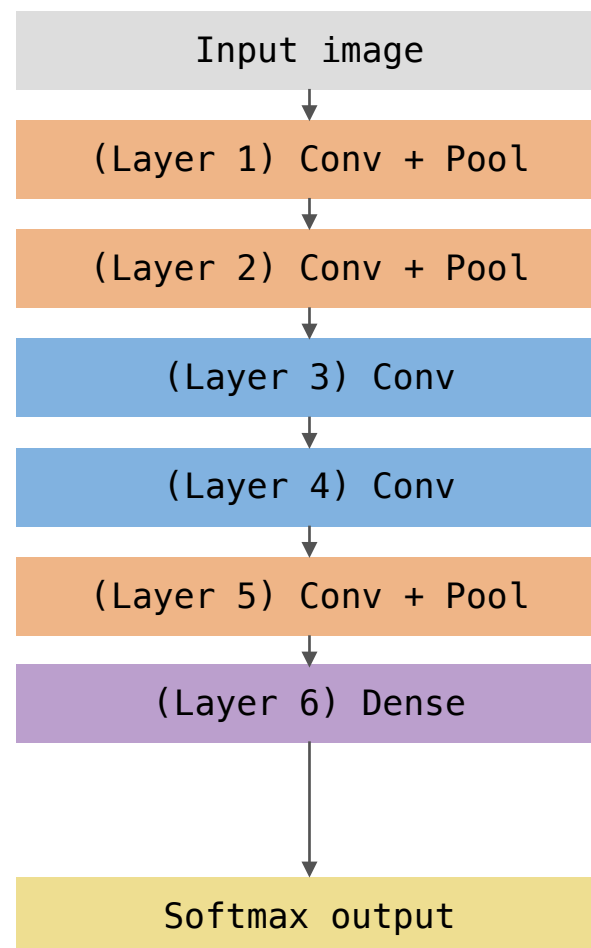 Input image
(Layer 1) Conv + Pool
(Layer 2) Conv + Pool
(Layer 3) Conv
(Layer 4) Conv
(Layer 5) Conv + Pool
(Layer 6) Dense
Softmax output